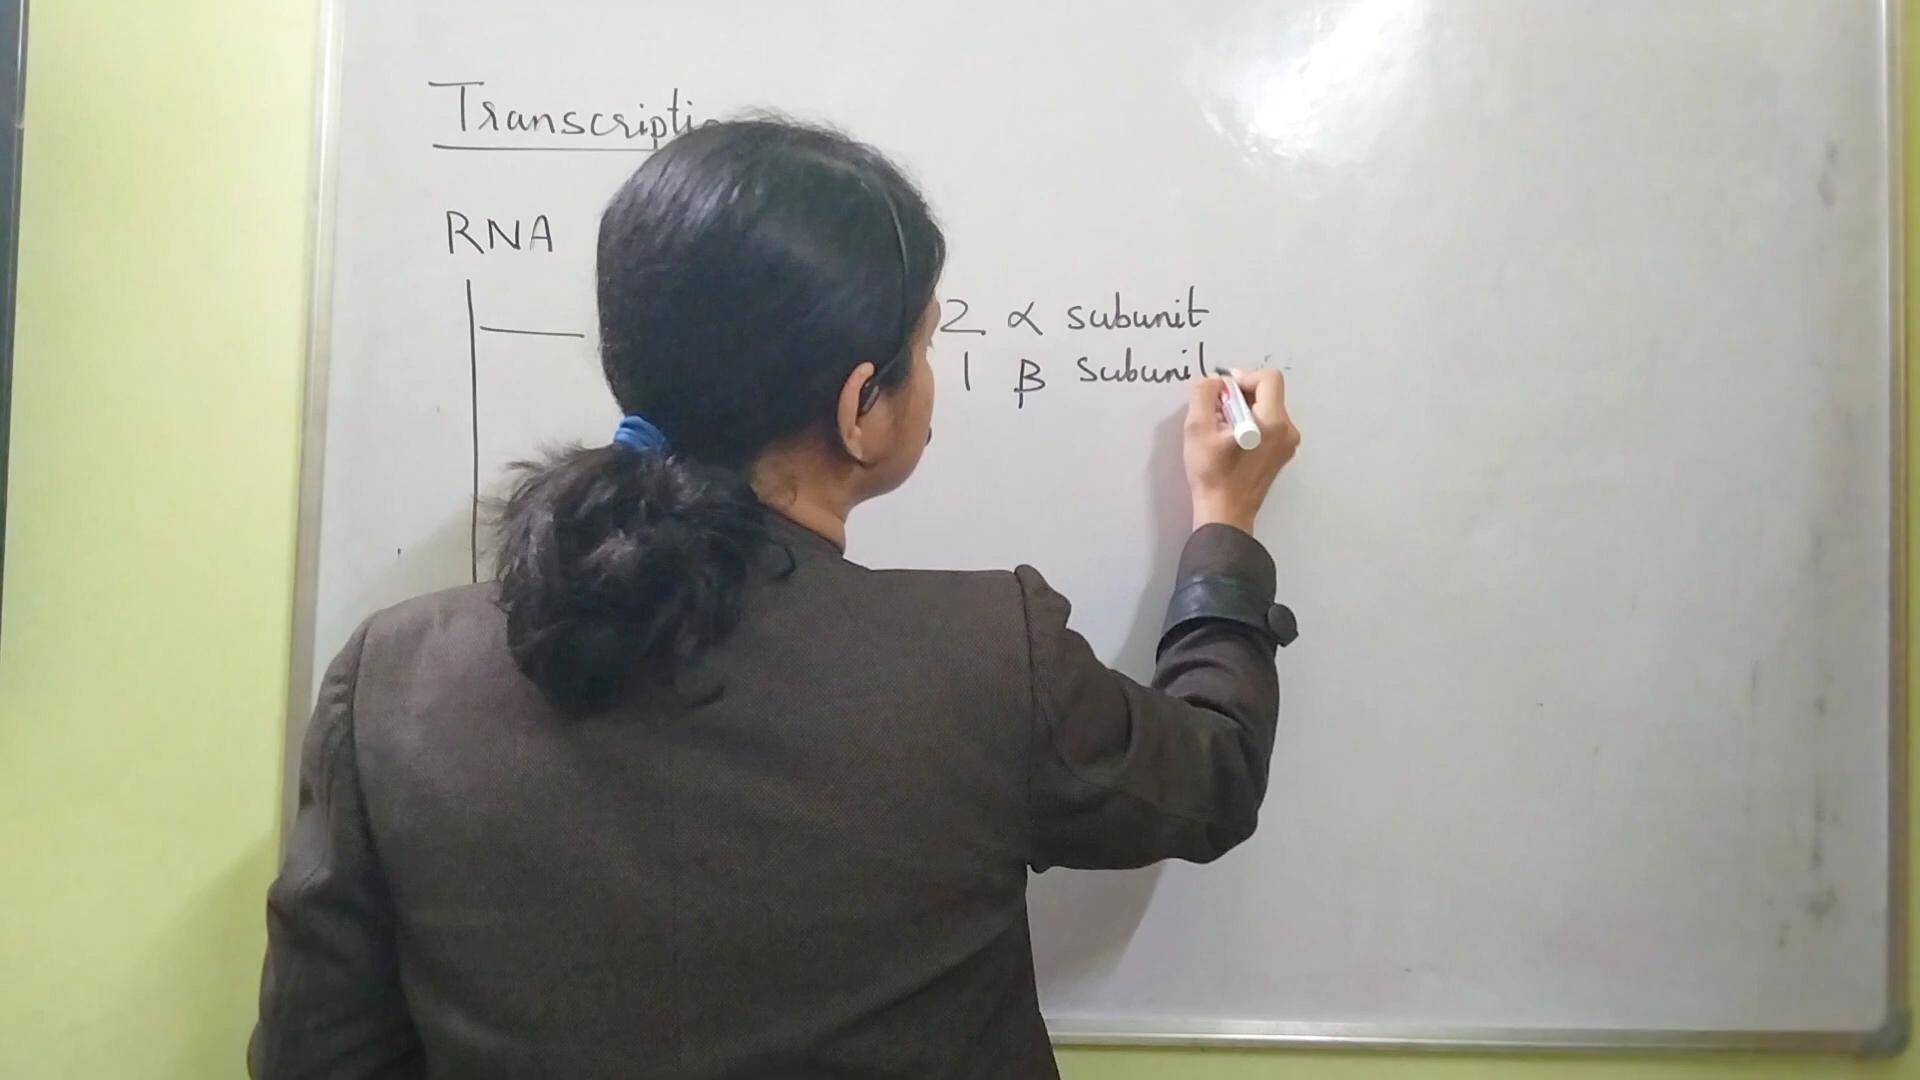 Transcripti
RNA
2 α subunit
1 β subunit